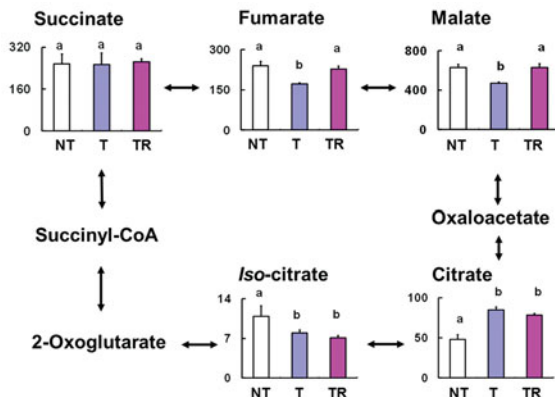 Succinate Fumarate Malate
320 a a a
160
0
NT T TR
300 a b a
150
0
NT T TR
800 a b a
400
0
NT T TR
Succinyl-CoA
Oxaloacetate
2-Oxoglutarate
Iso-citrate
14 a b b
7
0
NT T TR
Citrate
100 a b b
50
0
NT T TR